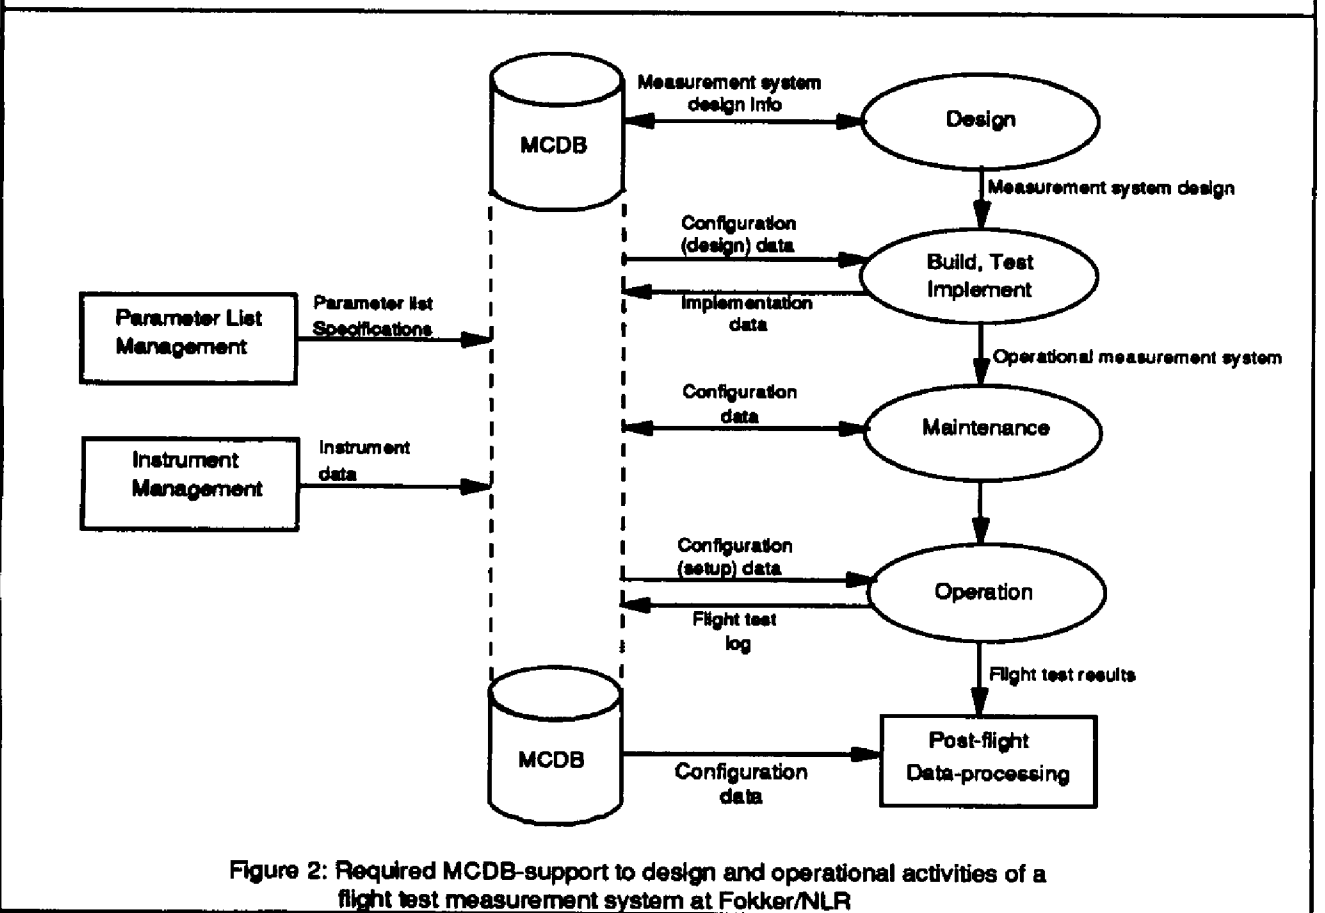 Measurement system
design info
MCDB
Design
Measurement system design
Configuration
(design) data
Build, Test
Implement
Implementation
data
Parameter List
Management
Parameter list
Specifications
Operational measurement system
Configuration
data
Maintenance
Instrument
Management
Instrument
data
Configuration
(setup) data
Operation
Flight test
log
Flight test results
MCDB
Post-flight
Data-processing
Configuration
data
Figure 2: Required MCDB-support to design and operational activities of a
flight test measurement system at Fokker/NLR